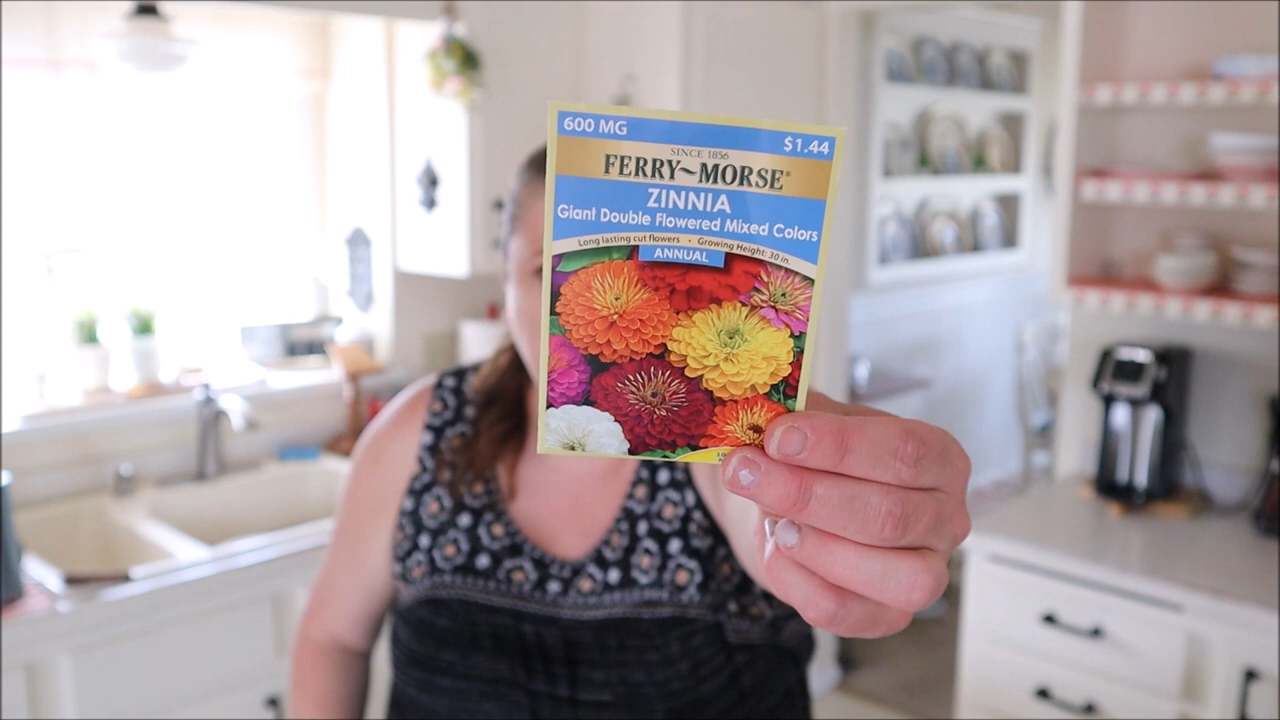 600 MG
$1.44
SINCE 1856
FERRY~MORSE®
ZINNIA
Giant Double Flowered Mixed Colors
Long lasting cut flowers • Growing Height: 30 in.
ANNUAL